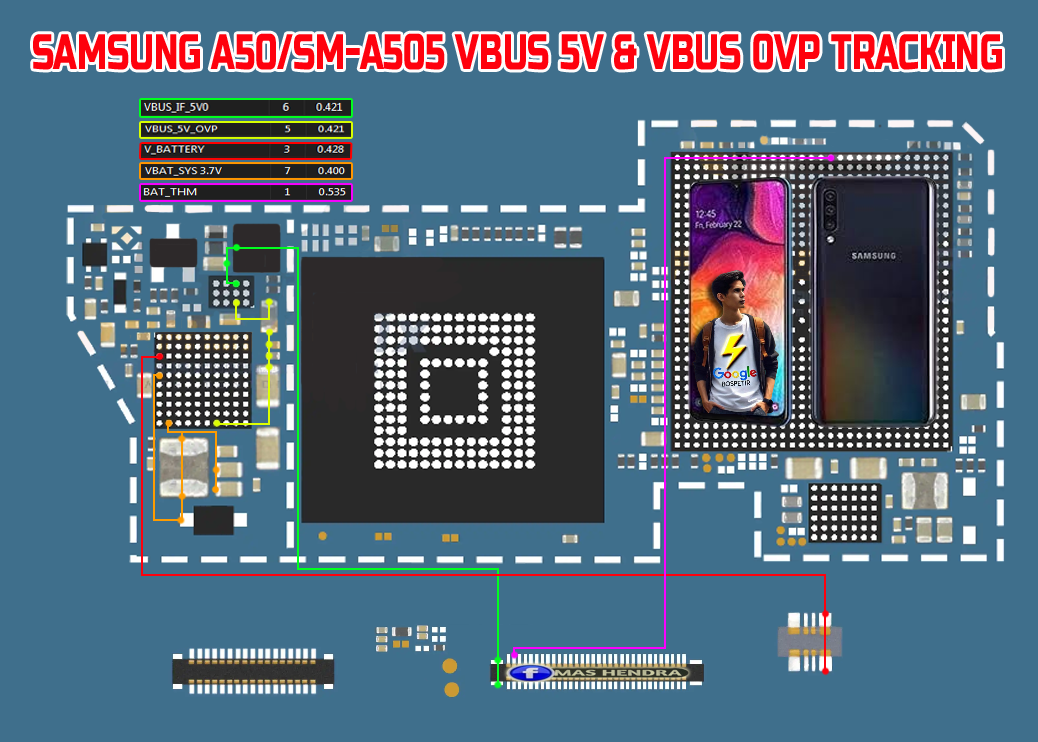 SAMSUNG A50/SM-A505 VBUS 5V & VBUS OVP TRACKING
VBUS_IF_5V0 6 0.421
VBUS_5V_OVP 5 0.421
V_BATTERY 3 0.428
VBAT_SYS 3.7V 7 0.400
BAT_THM 1 0.535
12:45
Fri, February 22
SAMSUNG
Google
ROSPETIR
f MAS HENDRA